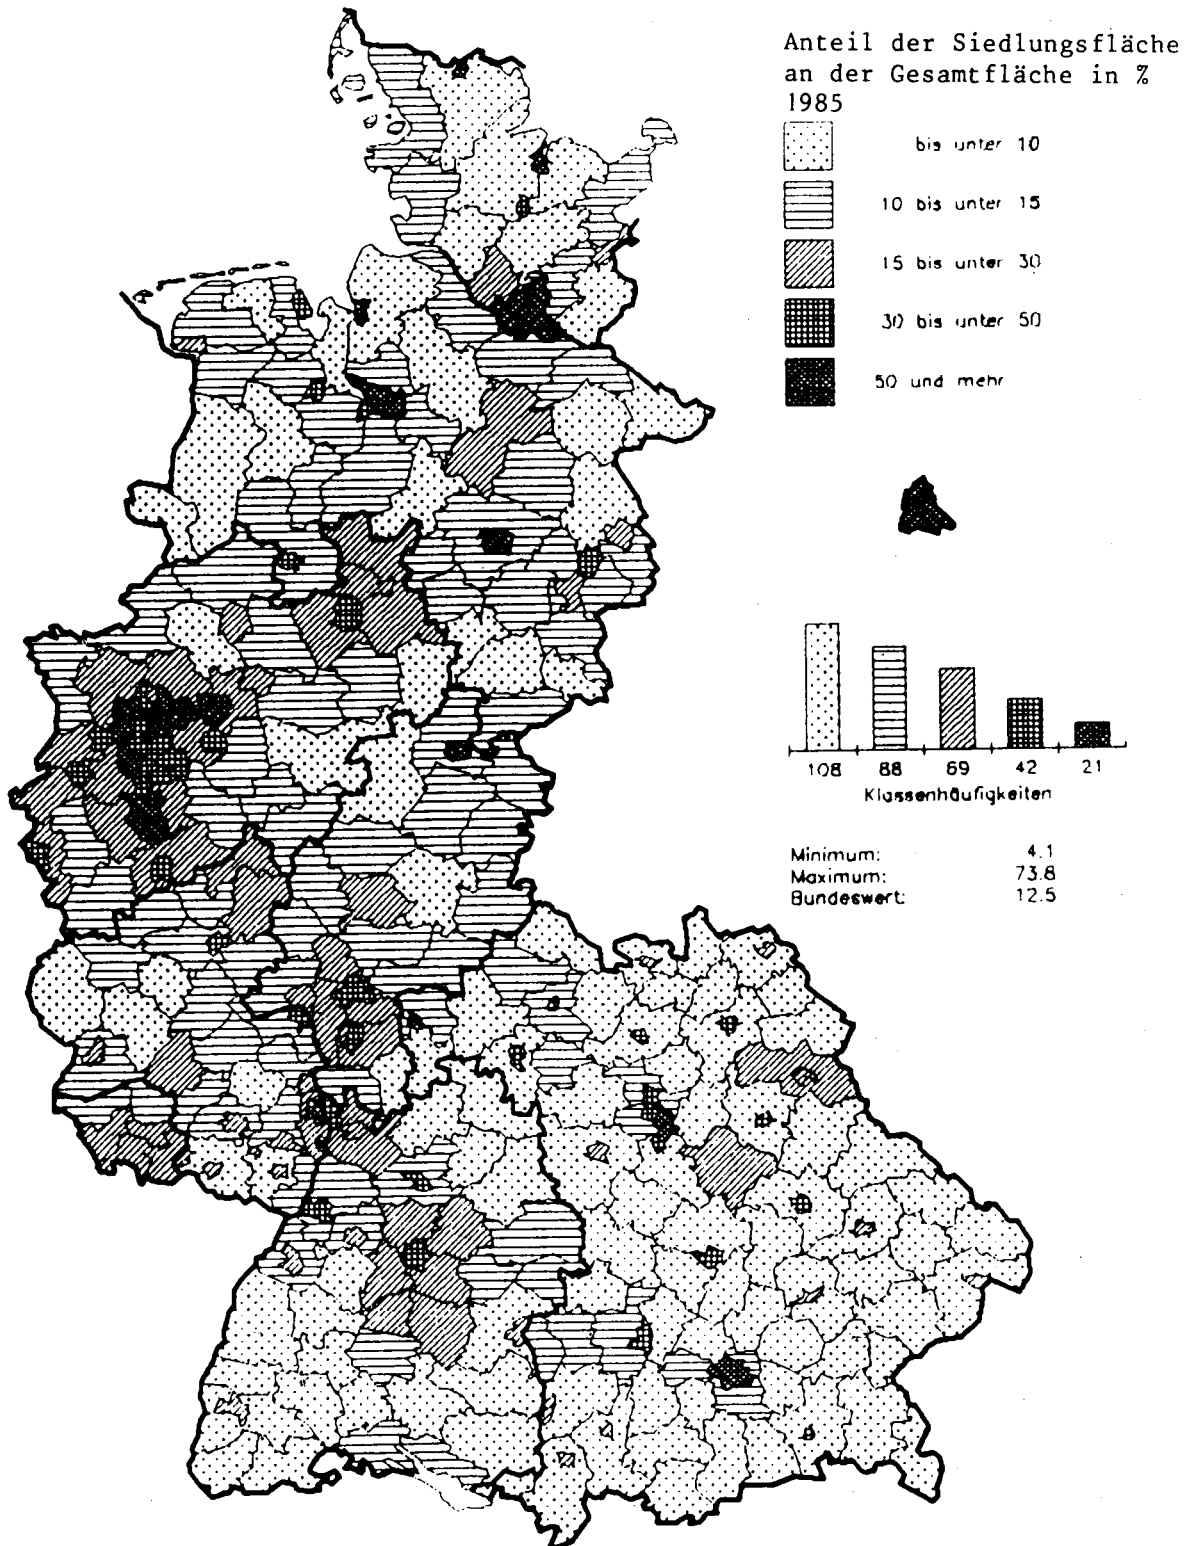 Anteil der Siedlungsfläche
an der Gesamtfläche in %
1985
bis unter 10
10 bis unter 15
15 bis unter 30
30 bis unter 50
50 und mehr
108 88 69 42 21
Klassenhäufigkeiten
Minimum: 4.1
Maximum: 73.8
Bundeswert: 12.5